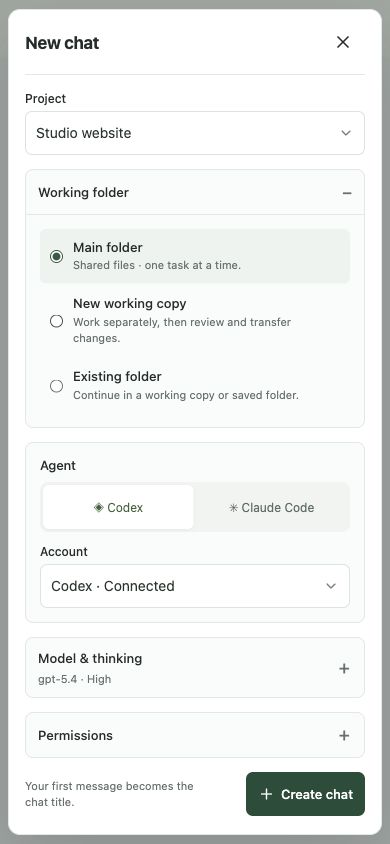 New chat
Project
Studio website
Working folder
Main folder
Shared files · one task at a time.
New working copy
Work separately, then review and transfer
changes.
Existing folder
Continue in a working copy or saved folder.
Agent
Codex
Claude Code
Account
Codex · Connected
Model & thinking
gpt-5.4 · High
Permissions
Your first message becomes the
chat title.
Create chat